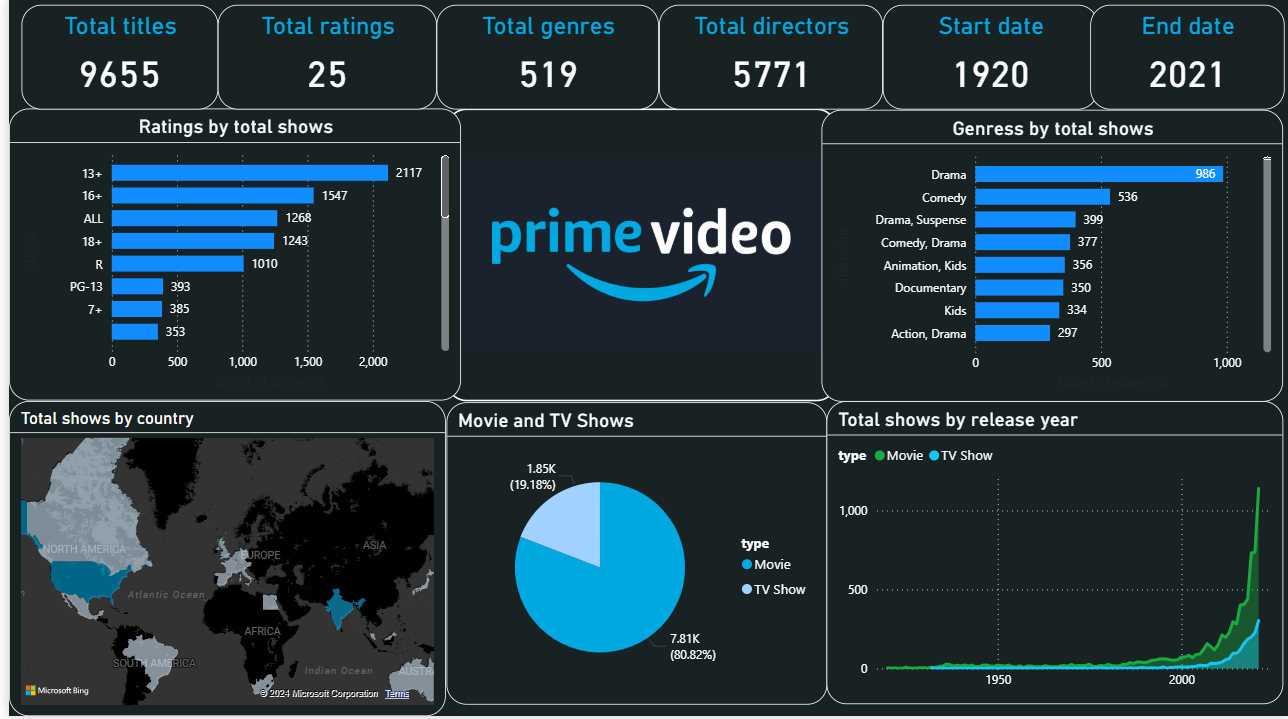 Total titles
9655
Total ratings
25
Total genres
519
Total directors
5771
Start date
1920
End date
2021
Ratings by total shows
13+ 2117
16+ 1547
ALL 1268
18+ 1243
R 1010
PG-13 393
7+ 385
353
0 500 1,000 1,500 2,000
Count of show_id
prime video
Genress by total shows
Drama 986
Comedy 536
Drama, Suspense 399
Comedy, Drama 377
Animation, Kids 356
Documentary 350
Kids 334
Action, Drama 297
0 500 1,000
Count of show_id
Total shows by country
NORTH AMERICA
EUROPE
ASIA
Atlantic Ocean
AFRICA
SOUTH AMERICA
Indian Ocean
AUSTR
Microsoft Bing
© 2024 Microsoft Corporation Terms
Movie and TV Shows
1.85K
(19.18%)
7.81K
(80.82%)
type
Movie
TV Show
Total shows by release year
type Movie TV Show
1,000
500
0
1950 2000